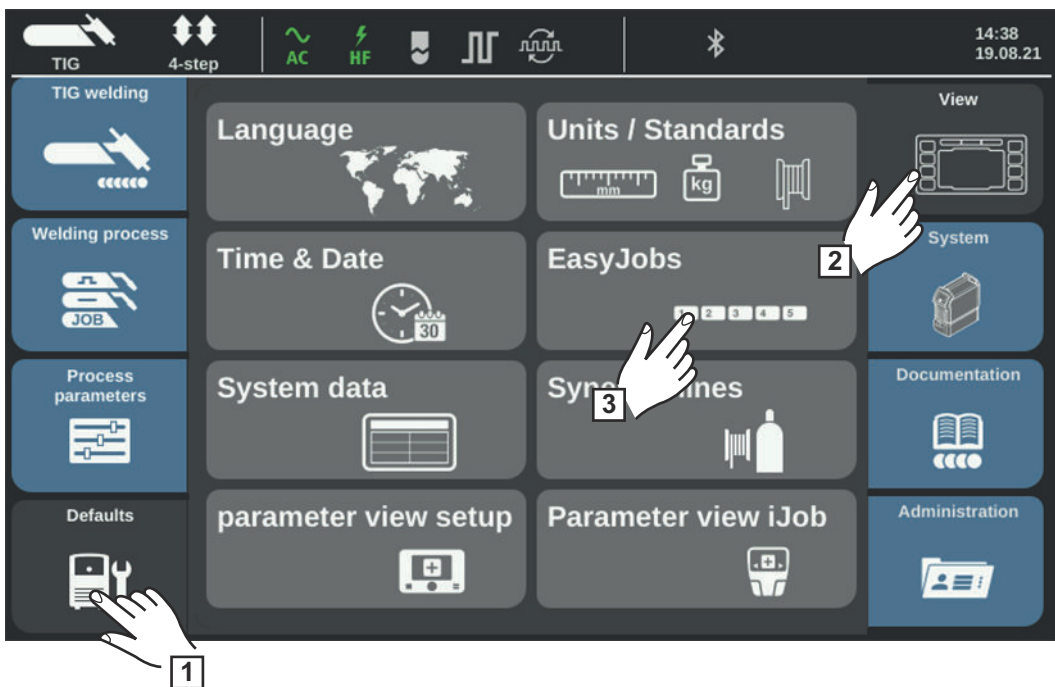 TIG
4-step
AC
HF
14:38
19.08.21
TIG welding
Welding process
JOB
Process
parameters
Defaults
Language
Units / Standards
mm
kg
Time & Date
30
EasyJobs
1 2 3 4 5
System data
parameter view setup
Parameter view iJob
View
System
Documentation
Administration
1
2
3